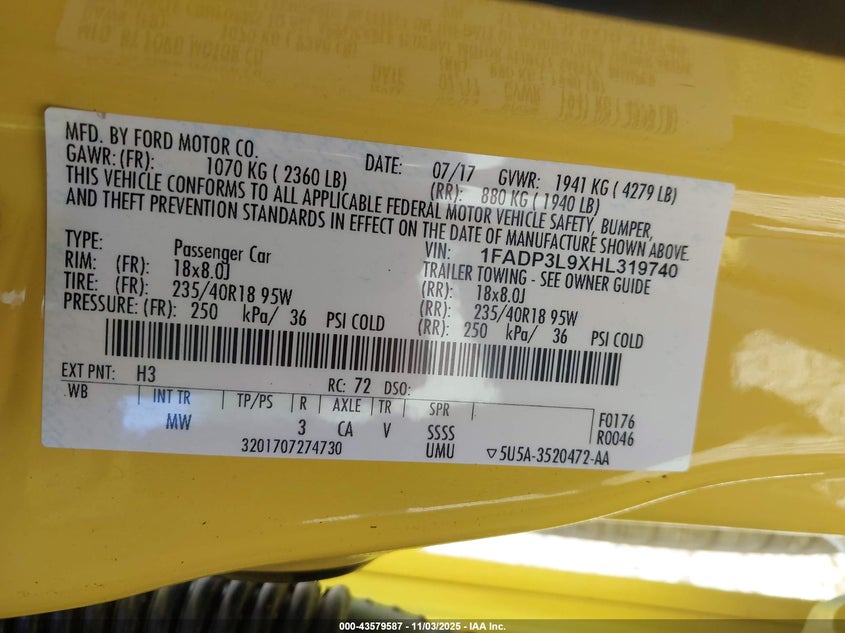 MFD. BY FORD MOTOR CO. DATE: 07/17 GVWR: 1941 KG ( 4279 LB)
GAWR: (FR): 1070 KG ( 2360 LB) (RR): 880 KG ( 1940 LB)
THIS VEHICLE CONFORMS TO ALL APPLICABLE FEDERAL MOTOR VEHICLE SAFETY, BUMPER,
AND THEFT PREVENTION STANDARDS IN EFFECT ON THE DATE OF MANUFACTURE SHOWN ABOVE.
VIN: 1FADP3L9XHL319740
TYPE: Passenger Car TRAILER TOWING - SEE OWNER GUIDE
RIM: (FR): 18x8.0J (RR): 18x8.0J
TIRE: (FR): 235/40R18 95W (RR): 235/40R18 95W
PRESSURE: (FR): 250 kPa/ 36 PSI COLD (RR): 250 kPa/ 36 PSI COLD
EXT PNT: H3 RC: 72 DSO:
WB INT TR TP/PS R AXLE TR SPR F0176
MW 3 CA V SSSS R0046
3201707274730 UMU ▽5U5A-3520472-AA
000-43579587 - 11/03/2025 - IAA Inc.